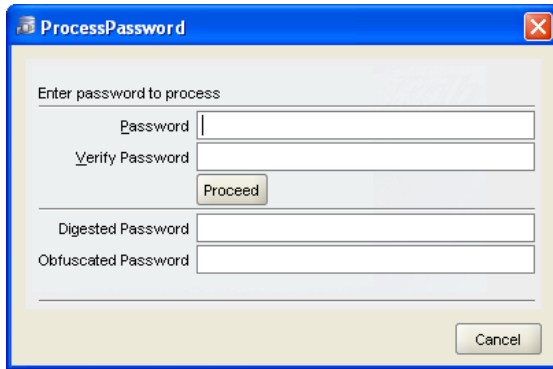 ProcessPassword
Enter password to process
Password
Verify Password
Proceed
Digested Password
Obfuscated Password
Cancel